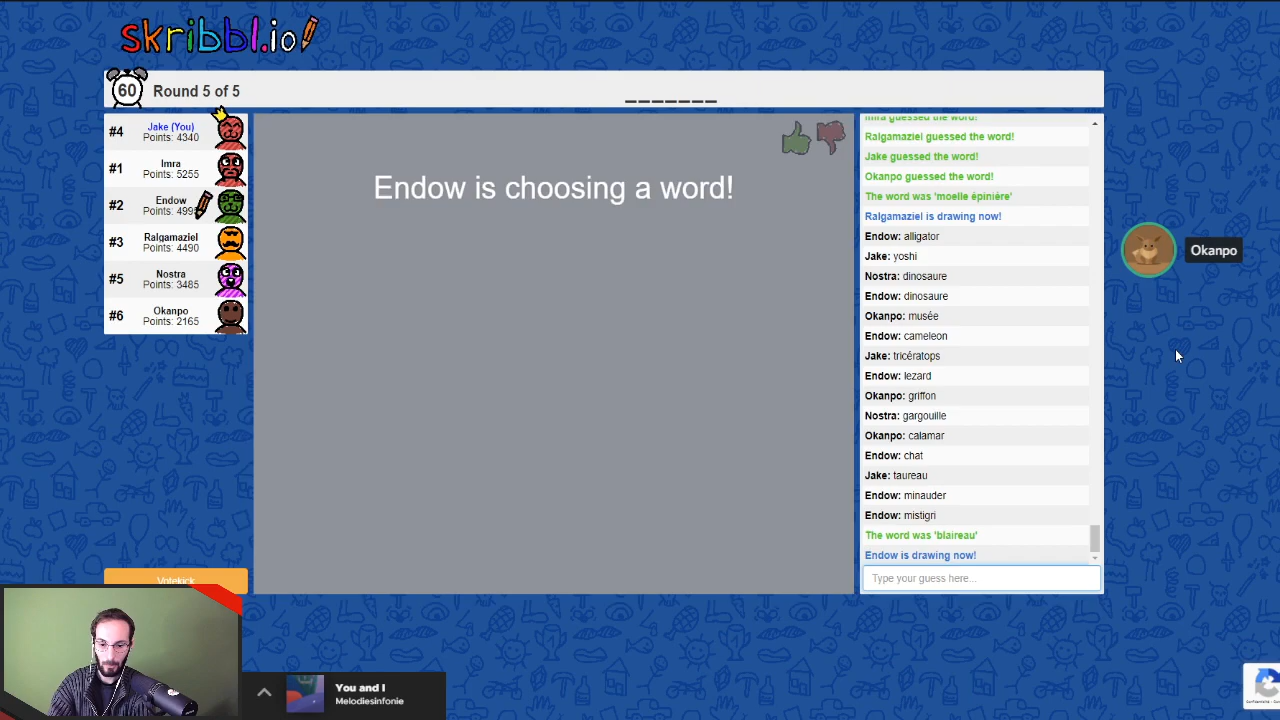 skribbl.io
60
Round 5 of 5
_ _ _ _ _ _ _
#4
Jake (You)
Points: 4340
#1
Imra
Points: 5255
#2
Endow
#3
Ralgamaziel
Points: 4490
#5
Nostra
Points: 3485
#6
Okanpo
Points: 2165
Votekick
Endow is choosing a word!
Imra guessed the word!
Ralgamaziel guessed the word!
Jake guessed the word!
Okanpo guessed the word!
The word was 'moelle épinière'
Ralgamaziel is drawing now!
Endow: alligator
Jake: yoshi
Nostra: dinosaure
Endow: dinosaure
Okanpo: musée
Endow: cameleon
Jake: tricératops
Endow: lezard
Okanpo: griffon
Nostra: gargouille
Okanpo: calamar
Endow: chat
Jake: taureau
Endow: minauder
Endow: mistigri
The word was 'blaireau'
Endow is drawing now!
Type your guess here...
Okanpo
You and I
Melodiesinfonie